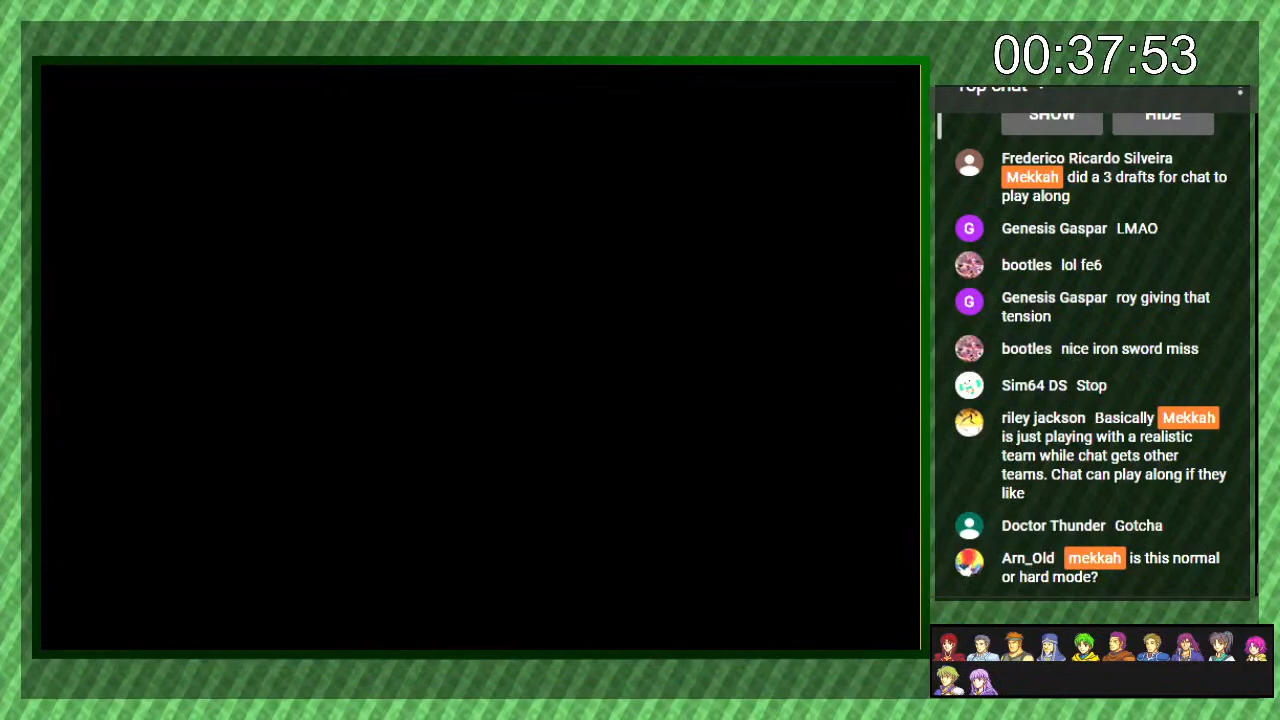 00:37:53
Top chat
SHOW HIDE
Frederico Ricardo Silveira
Mekkah did a 3 drafts for chat to
play along
G Genesis Gaspar LMAO
bootles lol fe6
G Genesis Gaspar roy giving that
tension
bootles nice iron sword miss
Sim64 DS Stop
riley jackson Basically Mekkah
is just playing with a realistic
team while chat gets other
teams. Chat can play along if they
like
Doctor Thunder Gotcha
Arn_Old mekkah is this normal
or hard mode?